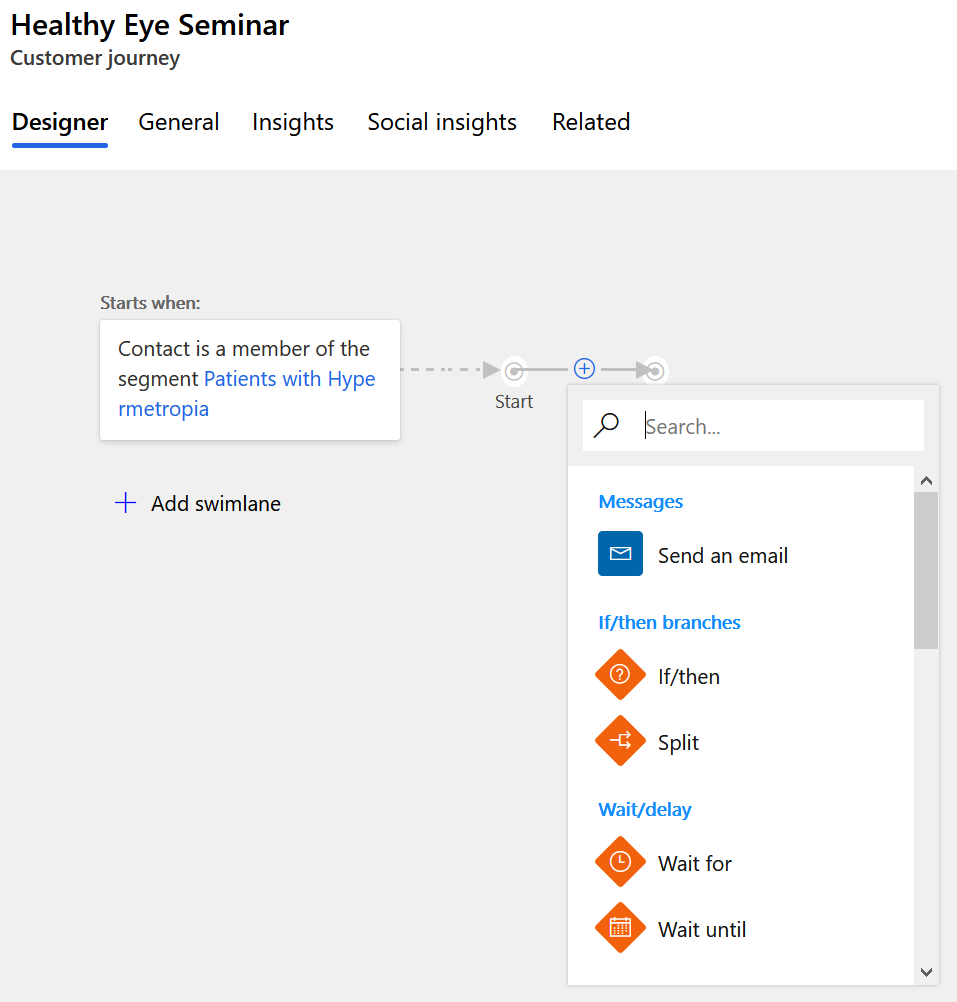 Healthy Eye Seminar
Customer journey
Designer General Insights Social insights Related
Starts when:
Contact is a member of the
segment Patients with Hype
rmetropia
Start
Add swimlane
Search...
Messages
Send an email
If/then branches
If/then
Split
Wait/delay
Wait for
Wait until